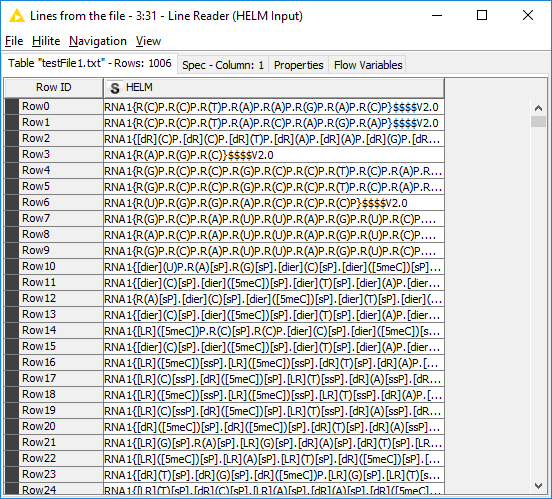 Lines from the file - 3:31 - Line Reader (HELM Input)
File Hilite Navigation View
Table "testFile1.txt" - Rows: 1006 Spec - Column: 1 Properties Flow Variables
Row ID S HELM
Row0 RNA1{R(C)P.R(C)P.R(T)P.R(A)P.R(A)P.R(G)P.R(A)P.R(C)P}$$$$V2.0
Row1 RNA1{R(C)P.R(C)P.R(T)P.R(A)P.R(A)P.R(G)P.R(A)P.R(C)P}$$$$V2.0
Row2 RNA1{[dR](C)P.[dR](C)P.[dR](T)P.[dR](A)P.[dR](A)P.[dR](G)P.[dR...
Row3 RNA1{R(A)P.R(G)P.R(C)}$$$$V2.0
Row4 RNA1{R(G)P.R(C)P.R(G)P.R(C)P.R(C)P.R(T)P.R(C)P.R(A)P.R...
Row5 RNA1{R(G)P.R(C)P.R(G)P.R(C)P.R(C)P.R(T)P.R(C)P.R(A)P.R...
Row6 RNA1{R(U)P.R(G)P.R(G)P.R(A)P.R(C)P.R(C)P.R(C)P}$$$$V2.0
Row7 RNA1{R(G)P.R(C)P.R(A)P.R(U)P.R(U)P.R(G)P.R(U)P.R(C)P....
Row8 RNA1{R(A)P.R(C)P.R(A)P.R(U)P.R(U)P.R(A)P.R(U)P.R(C)P....
Row9 RNA1{R(G)P.R(C)P.R(A)P.R(U)P.R(U)P.R(G)P.R(U)P.R(C)P....
Row10 RNA1{[dier](U)P.R(A)[sP].R(G)[sP].[dier](C)[sP].[dier]([5meC])[sP]...
Row11 RNA1{[dier](C)[sP].[dier]([5meC])[sP].[dier](T)[sP].[dier](A)P.[dier...
Row12 RNA1{R(A)[sP].[dier](C)[sP].[dier]([5meC])[sP].[dier](T)[sP].[dier](...
Row13 RNA1{[dier](C)[sP].[dier]([5meC])[sP].[dier](T)[sP].[dier](A)P.[dier...
Row14 RNA1{[LR]([5meC])P.R(C)[sP].R(C)P.[dier](C)[sP].[dier]([5meC])[s...
Row15 RNA1{[dier](C)[sP].[dier]([5meC])[sP].[dier](T)[sP].[dier](A)P.[dier...
Row16 RNA1{[LR]([5meC])[ssP].[LR]([5meC])[ssP].[dR](T)[sP].[dR](A)P.[...
Row17 RNA1{[LR](C)[ssP].[dR]([5meC])[sP].[LR](T)[ssP].[dR](A)[ssP].[dR...
Row18 RNA1{[LR]([5meC])[ssP].[LR]([5meC])[ssP].[LR](T)[ssP].[dR](A)P.[...
Row19 RNA1{[LR](C)[ssP].[dR]([5meC])[sP].[LR](T)[ssP].[dR](A)[ssP].[dR...
Row20 RNA1{[dR]([5meC])[sP].[dR]([5meC])[sP].[dR](T)[sP].[dR](A)[ssP]...
Row21 RNA1{[LR](G)[sP].R(A)[sP].[LR](G)[sP].[dR](A)[sP].[dR](T)[sP].[LR...
Row22 RNA1{[LR]([5meC])[sP].[LR](A)[sP].[LR](T)[sP].[dR]([5meC])[sP].[...
Row23 RNA1{[dR](T)[sP].[dR](G)[sP].[dR]([5meC])P.[LR](G)[sP].[LR](T)[s...
Row24 RNA1{[LR](T)[sP].[dR](C)[sP].[LR](A)[sP].[dR](A)[sP].[dR](C)[sP]...